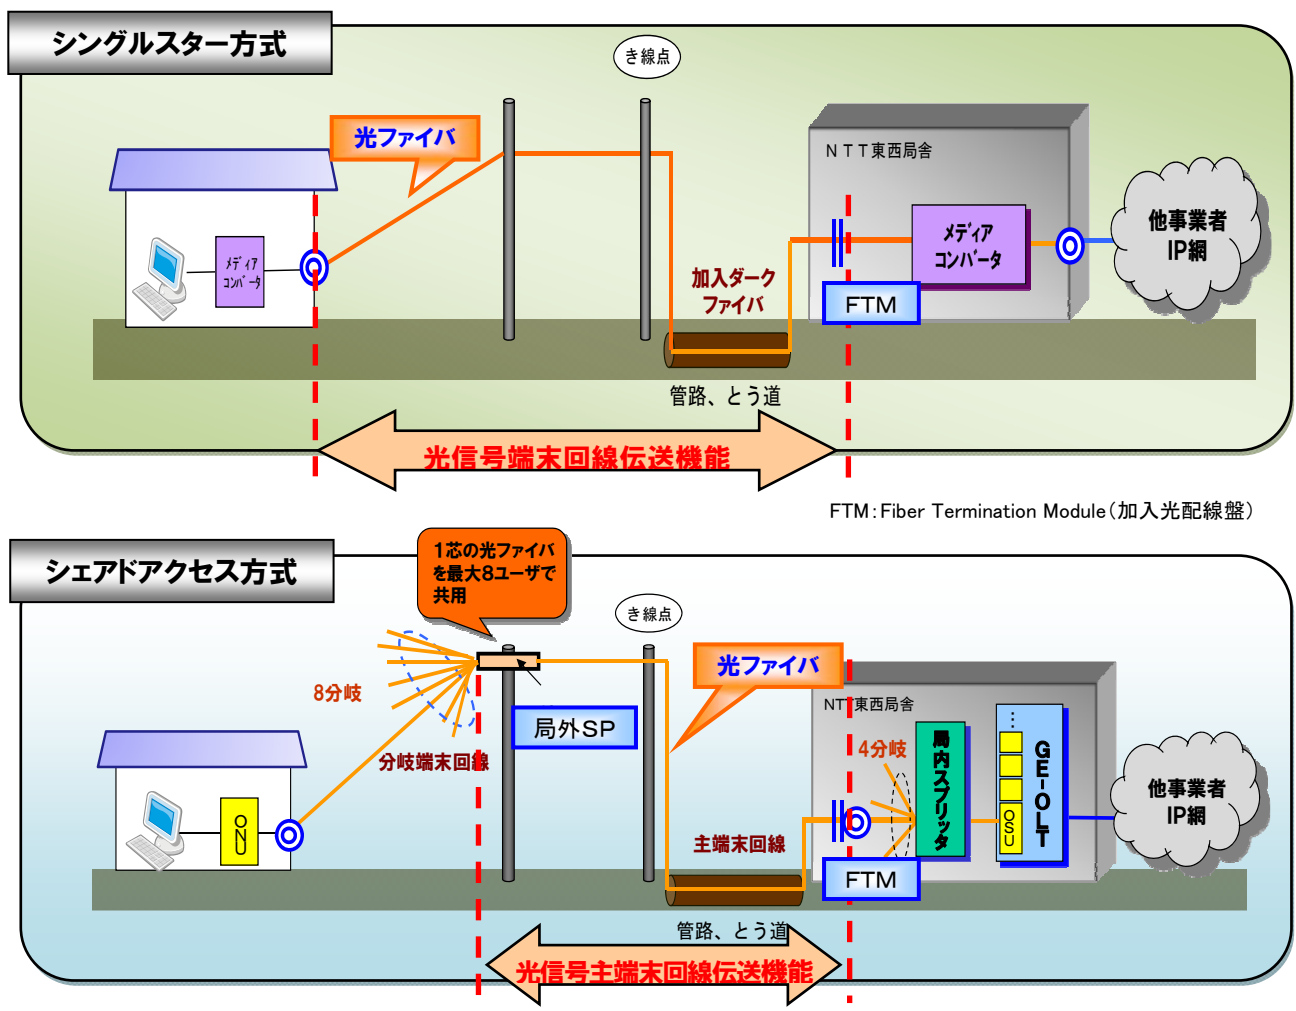 シングルスター方式
き線点
光ファイバ
ＮＴＴ東西局舎
メディア
コンバータ
メディア
コンバータ
他事業者
IP網
加入ダーク
ファイバ
FTM
管路、とう道
光信号端末回線伝送機能
FTM：Fiber Termination Module（加入光配線盤）
シェアドアクセス方式
1芯の光ファイバ
を最大8ユーザで
共用
き線点
光ファイバ
8分岐
局外SP
NTT東西局舎
4分岐
局内スプリッタ
⋮
OSU
GE-OLT
分岐端末回線
ONU
主端末回線
他事業者
IP網
FTM
管路、とう道
光信号主端末回線伝送機能